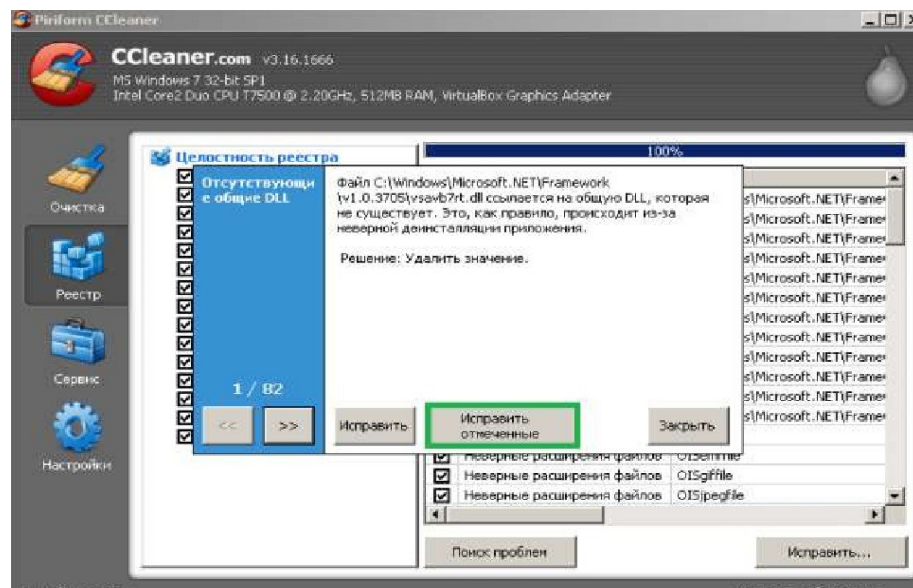 Piriform CCleaner
CCleaner.com v3.16.1666
MS Windows 7 32-bit SP1
Intel Core2 Duo CPU T7500 @ 2.20GHz, 512MB RAM, VirtualBox Graphics Adapter
Очистка
Реестр
Сервис
Настройки
Целостность реестра
100%
Отсутствующи
е общие DLL
1 / 82
<<
>>
Файл C:\Windows\Microsoft.NET\Framework
\v1.0.3705\vsavb7rt.dll ссылается на общую DLL, которая
не существует. Это, как правило, происходит из-за
неверной деинсталляции приложения.
Решение: Удалить значение.
Исправить
Исправить
отмеченные
Закрыть
s\Microsoft.NET\Frame
s\Microsoft.NET\Frame
s\Microsoft.NET\Frame
s\Microsoft.NET\Frame
s\Microsoft.NET\Frame
s\Microsoft.NET\Frame
s\Microsoft.NET\Frame
s\Microsoft.NET\Frame
s\Microsoft.NET\Frame
s\Microsoft.NET\Frame
s\Microsoft.NET\Frame
s\Microsoft.NET\Frame
Неверные расширения файлов OISemffile
Неверные расширения файлов OISgiffile
Неверные расширения файлов OISjpegfile
Поиск проблем
Исправить...